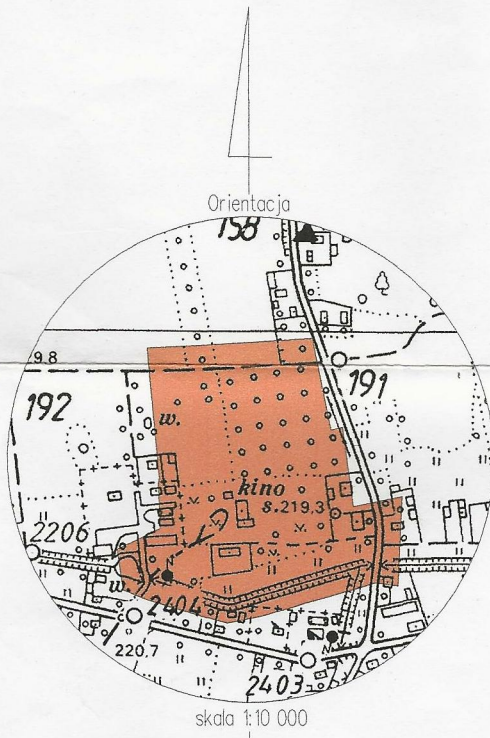 Orientacja
158
9.8
191
192
w.
kino
s.219,3
2206
w.
N
2404
220.7
N
2403
skala 1:10 000